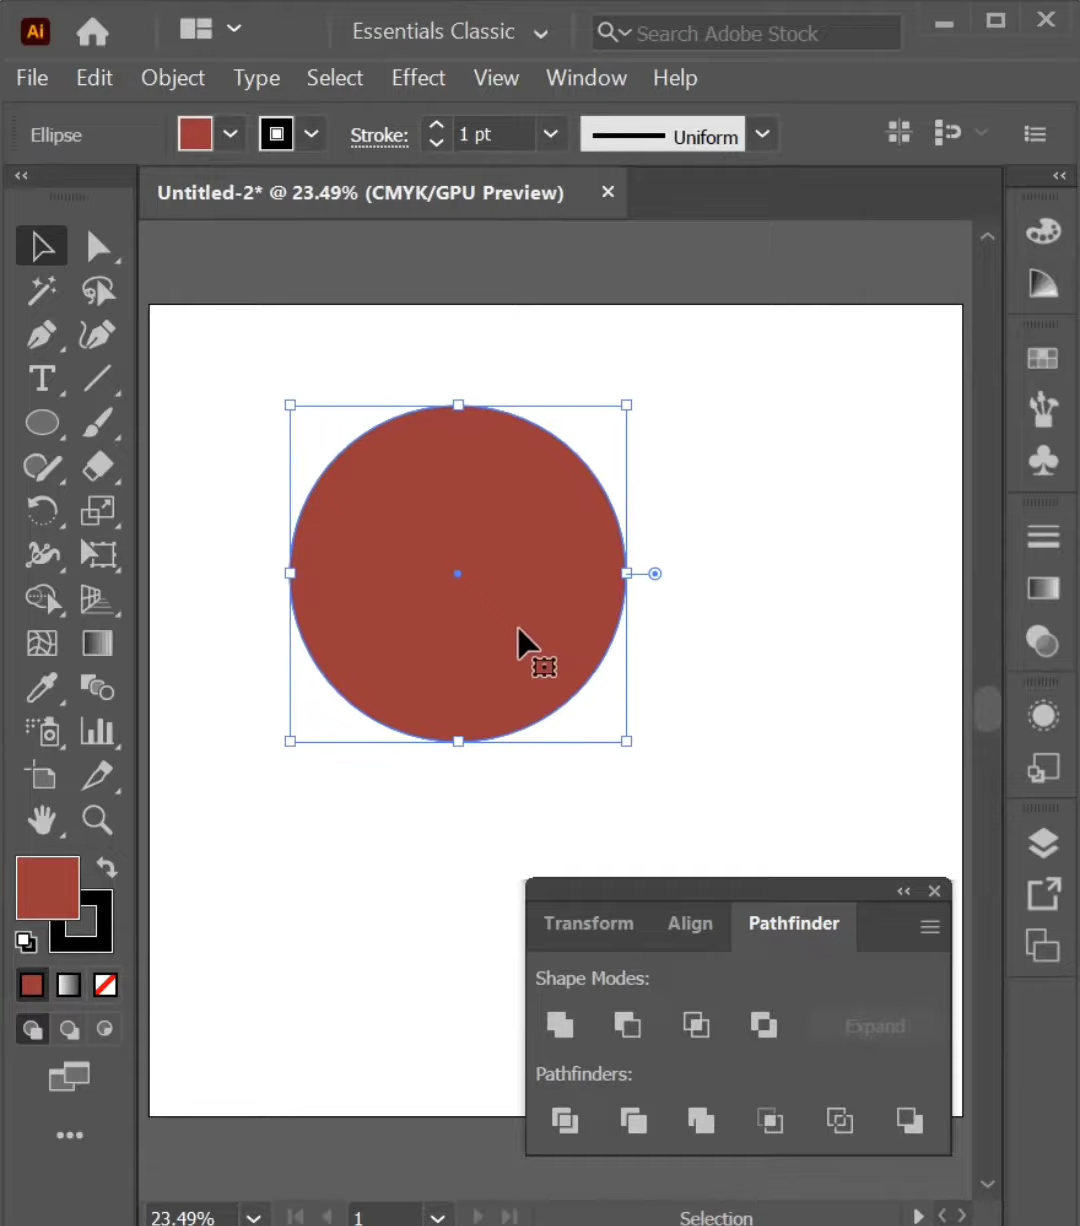 Ai
Essentials Classic
Search Adobe Stock
File Edit Object Type Select Effect View Window Help
Ellipse
Stroke: 1 pt Uniform
Untitled-2* @ 23.49% (CMYK/GPU Preview)
T
Transform Align Pathfinder
Shape Modes:
Expand
Pathfinders:
23.49% 1 Selection